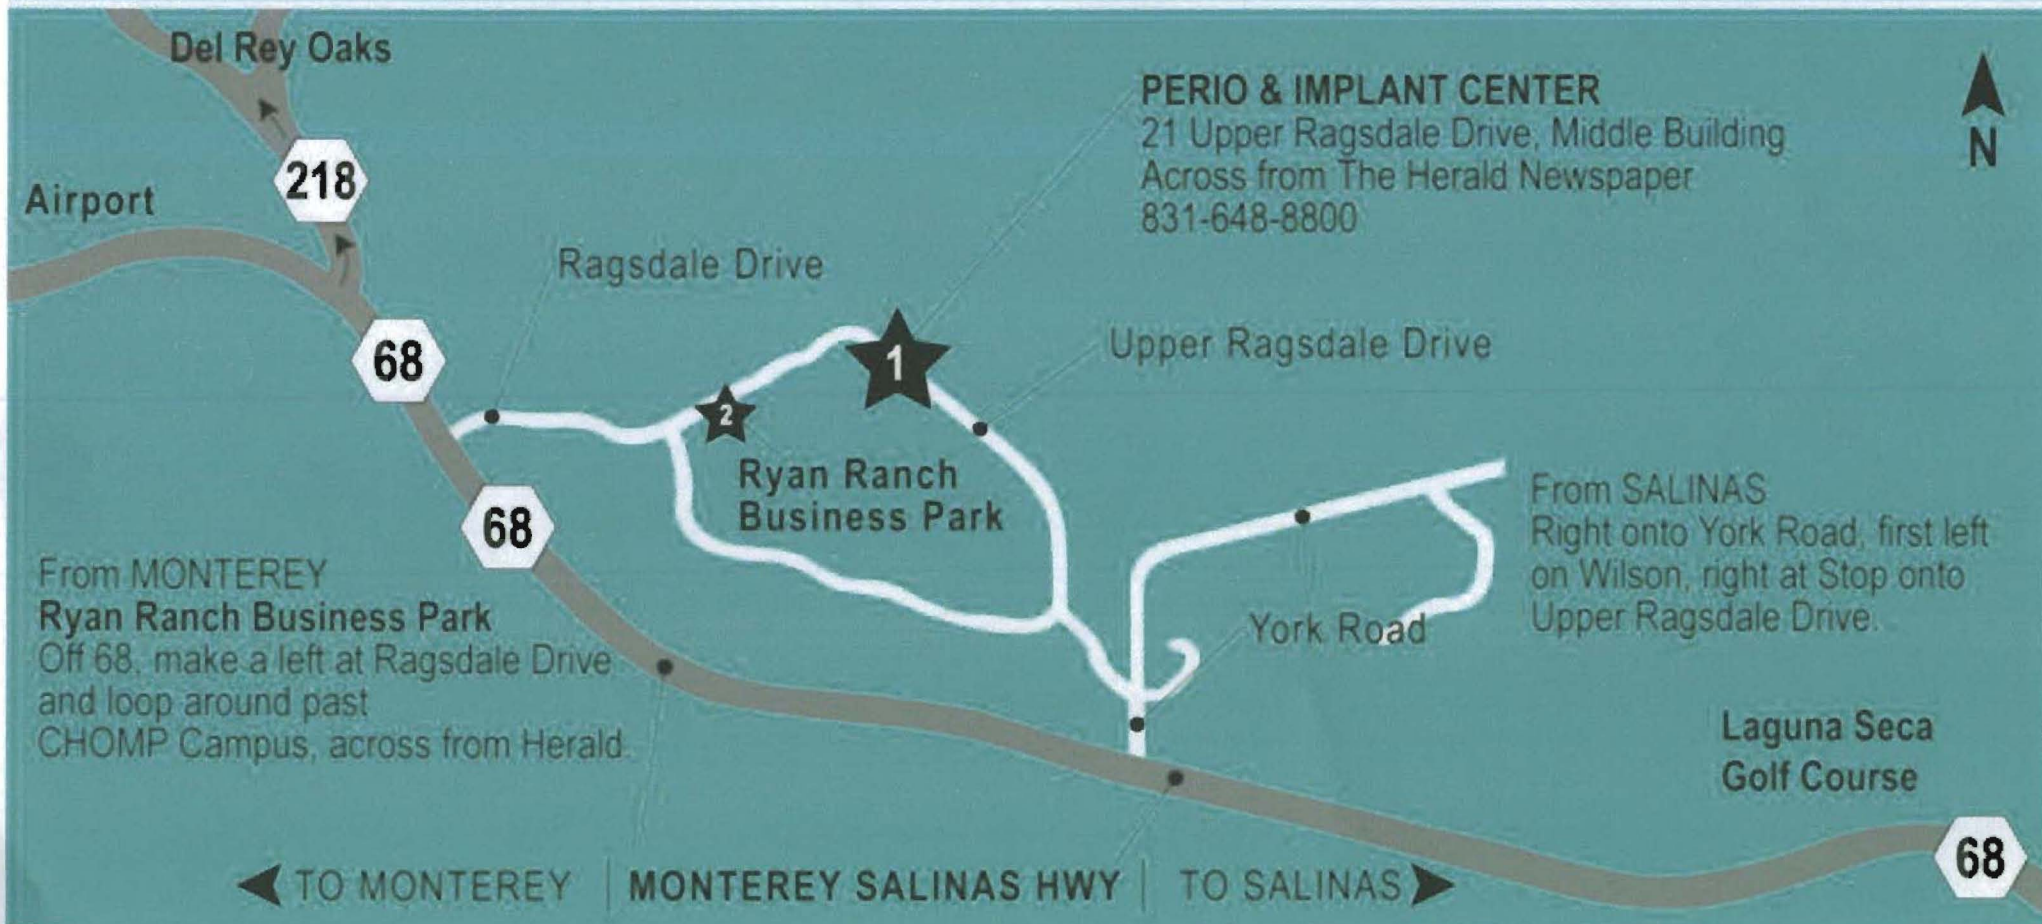 Del Rey Oaks
218
Airport
68
Ragsdale Drive
PERIO & IMPLANT CENTER
21 Upper Ragsdale Drive, Middle Building
Across from The Herald Newspaper
831-648-8800
N
1
Upper Ragsdale Drive
2
Ryan Ranch
Business Park
68
From MONTEREY
Ryan Ranch Business Park
Off 68, make a left at Ragsdale Drive
and loop around past
CHOMP Campus, across from Herald.
From SALINAS
Right onto York Road, first left
on Wilson, right at Stop onto
Upper Ragsdale Drive.
York Road
Laguna Seca
Golf Course
68
TO MONTEREY
MONTEREY SALINAS HWY
TO SALINAS